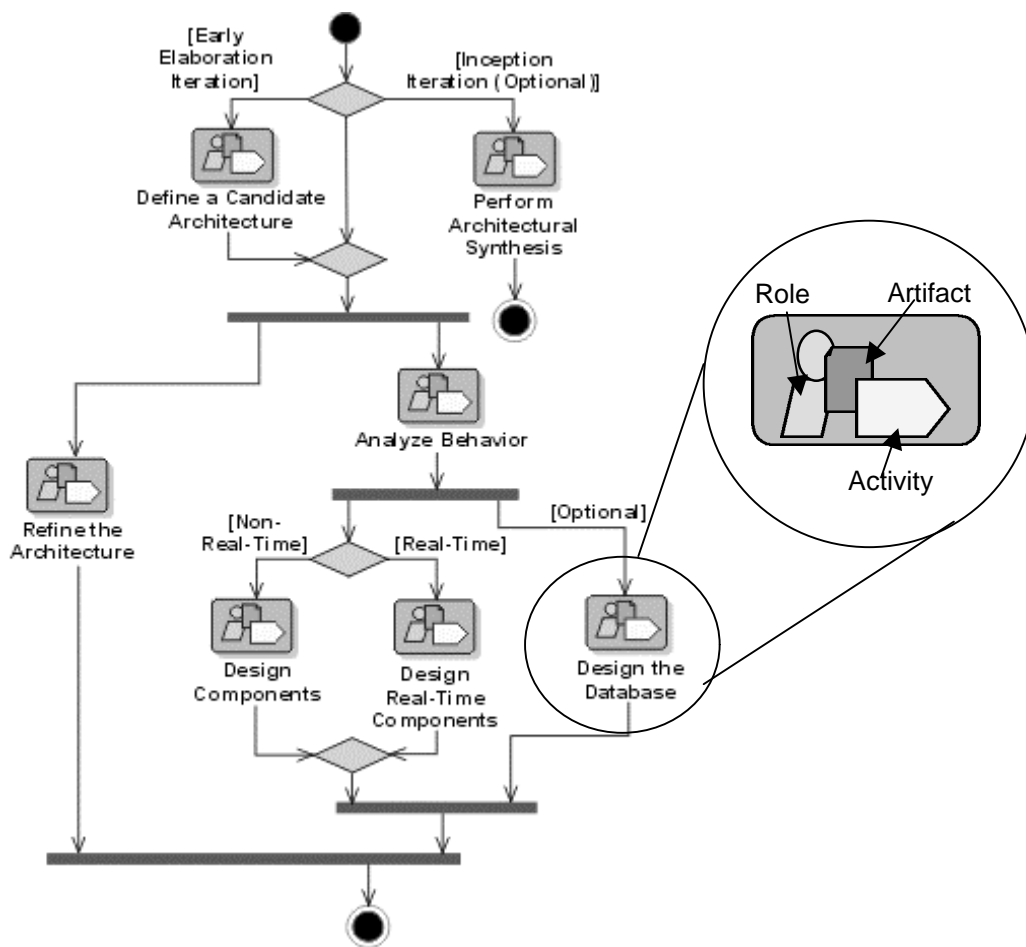 [Early
Elaboration
Iteration]
[Inception
Iteration (Optional)]
Define a Candidate
Architecture
Perform
Architectural
Synthesis
Role
Artifact
Activity
Analyze Behavior
Refine the
Architecture
[Non-
Real-Time]
[Real-Time]
[Optional]
Design
Components
Design
Real-Time
Components
Design the
Database